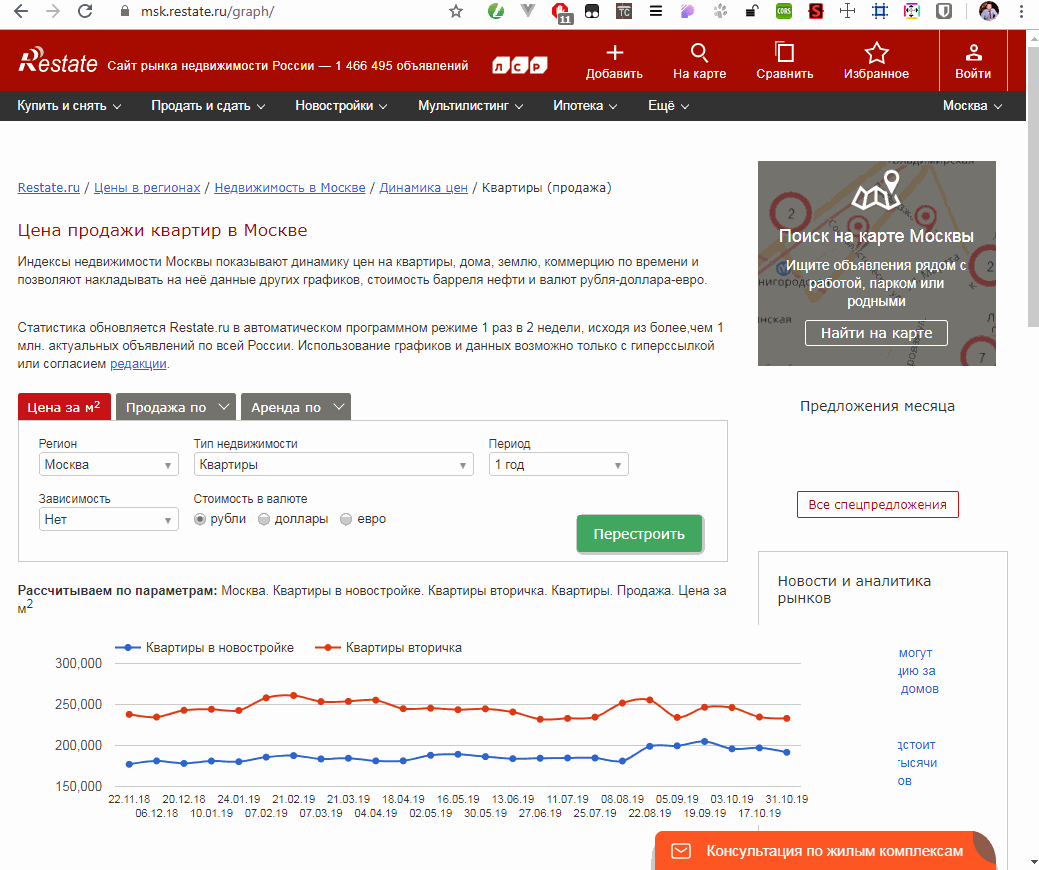 msk.restate.ru/graph/
11
TC
CORS
S
Restate Сайт рынка недвижимости России — 1 466 495 объявлений ЛСР Добавить На карте Сравнить Избранное Войти
Купить и снять Продать и сдать Новостройки Мультилистинг Ипотека Ещё Москва
Restate.ru / Цены в регионах / Недвижимость в Москве / Динамика цен / Квартиры (продажа)
Цена продажи квартир в Москве
Индексы недвижимости Москвы показывают динамику цен на квартиры, дома, землю, коммерцию по времени и
позволяют накладывать на неё данные других графиков, стоимость барреля нефти и валют рубля-доллара-евро.
Статистика обновляется Restate.ru в автоматическом программном режиме 1 раз в 2 недели, исходя из более,чем 1
млн. актуальных объявлений по всей России. Использование графиков и данных возможно только с гиперссылкой
или согласием редакции.
2
2
7
Поиск на карте Москвы
Ищите объявления рядом с
работой, парком или
родными
Найти на карте
Предложения месяца
Все спецпредложения
Новости и аналитика
рынков
могут
цию за
домов
дстоит
тысячи
ов
Цена за м2 Продажа по Аренда по
Регион Тип недвижимости Период
Москва Квартиры 1 год
Зависимость Стоимость в валюте
Нет рубли доллары евро
Перестроить
Рассчитываем по параметрам: Москва. Квартиры в новостройке. Квартиры вторичка. Квартиры. Продажа. Цена за
м2
Квартиры в новостройке Квартиры вторичка
300,000
250,000
200,000
150,000
22.11.18 20.12.18 24.01.19 21.02.19 21.03.19 18.04.19 16.05.19 13.06.19 11.07.19 08.08.19 05.09.19 03.10.19 31.10.19
06.12.18 10.01.19 07.02.19 07.03.19 04.04.19 02.05.19 30.05.19 27.06.19 25.07.19 22.08.19 19.09.19 17.10.19
Консультация по жилым комплексам